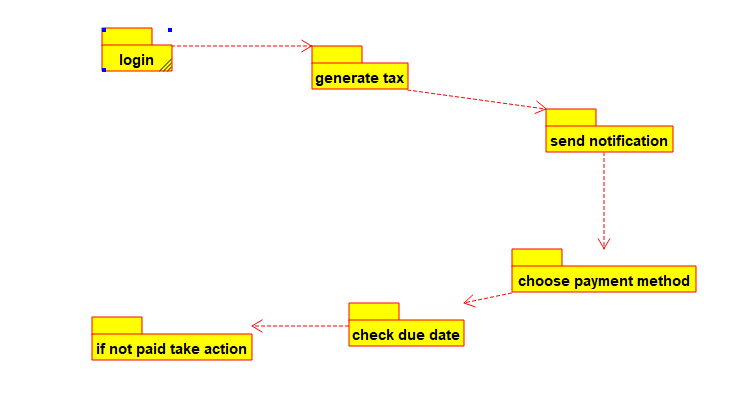 login
generate tax
send notification
choose payment method
check due date
if not paid take action